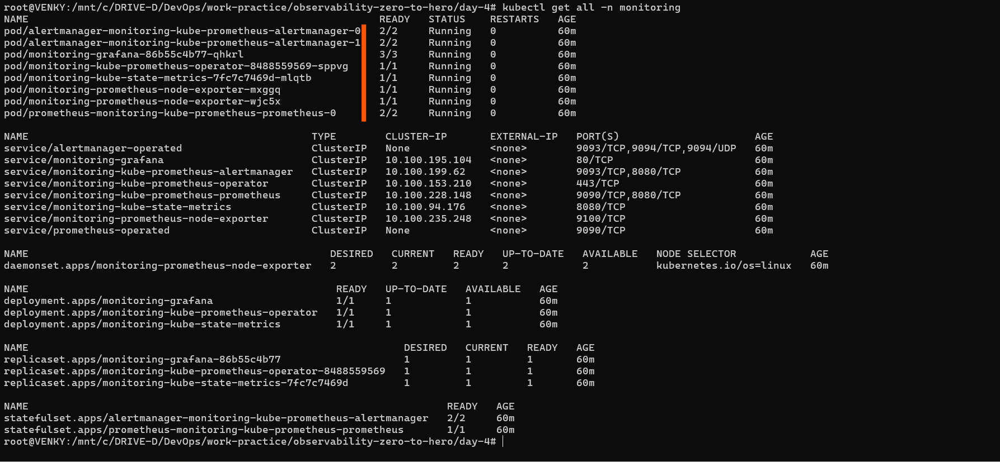 root@VENKY:/mnt/c/DRIVE-D/DevOps/work-practice/observability-zero-to-hero/day-4# kubectl get all -n monitoring
NAME READY STATUS RESTARTS AGE
pod/alertmanager-monitoring-kube-prometheus-alertmanager-0 2/2 Running 0 60m
pod/alertmanager-monitoring-kube-prometheus-alertmanager-1 2/2 Running 0 60m
pod/monitoring-grafana-86b55c4b77-qhkrl 3/3 Running 0 60m
pod/monitoring-kube-prometheus-operator-8488559569-sppvg 1/1 Running 0 60m
pod/monitoring-kube-state-metrics-7fc7c7469d-mlqtb 1/1 Running 0 60m
pod/monitoring-prometheus-node-exporter-mxggq 1/1 Running 0 60m
pod/monitoring-prometheus-node-exporter-wjc5x 1/1 Running 0 60m
pod/prometheus-monitoring-kube-prometheus-prometheus-0 2/2 Running 0 60m
NAME TYPE CLUSTER-IP EXTERNAL-IP PORT(S) AGE
service/alertmanager-operated ClusterIP None <none> 9093/TCP,9094/TCP,9094/UDP 60m
service/monitoring-grafana ClusterIP 10.100.195.104 <none> 80/TCP 60m
service/monitoring-kube-prometheus-alertmanager ClusterIP 10.100.199.62 <none> 9093/TCP,8080/TCP 60m
service/monitoring-kube-prometheus-operator ClusterIP 10.100.153.210 <none> 443/TCP 60m
service/monitoring-kube-prometheus-prometheus ClusterIP 10.100.228.148 <none> 9090/TCP,8080/TCP 60m
service/monitoring-kube-state-metrics ClusterIP 10.100.94.176 <none> 8080/TCP 60m
service/monitoring-prometheus-node-exporter ClusterIP 10.100.235.248 <none> 9100/TCP 60m
service/prometheus-operated ClusterIP None <none> 9090/TCP 60m
NAME DESIRED CURRENT READY UP-TO-DATE AVAILABLE NODE SELECTOR AGE
daemonset.apps/monitoring-prometheus-node-exporter 2 2 2 2 2 kubernetes.io/os=linux 60m
NAME READY UP-TO-DATE AVAILABLE AGE
deployment.apps/monitoring-grafana 1/1 1 1 60m
deployment.apps/monitoring-kube-prometheus-operator 1/1 1 1 60m
deployment.apps/monitoring-kube-state-metrics 1/1 1 1 60m
NAME DESIRED CURRENT READY AGE
replicaset.apps/monitoring-grafana-86b55c4b77 1 1 1 60m
replicaset.apps/monitoring-kube-prometheus-operator-8488559569 1 1 1 60m
replicaset.apps/monitoring-kube-state-metrics-7fc7c7469d 1 1 1 60m
NAME READY AGE
statefulset.apps/alertmanager-monitoring-kube-prometheus-alertmanager 2/2 60m
statefulset.apps/prometheus-monitoring-kube-prometheus-prometheus 1/1 60m
root@VENKY:/mnt/c/DRIVE-D/DevOps/work-practice/observability-zero-to-hero/day-4#